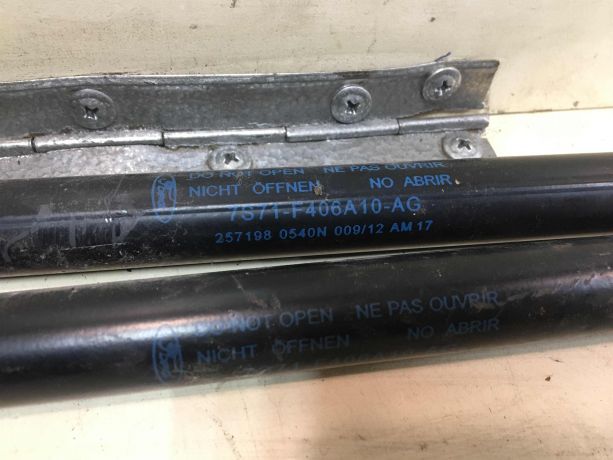 DO NOT OPEN NE PAS OUVRIR
NICHT ÖFFNEN NO ABRIR
7S71-F406A10-AG
257198 0540N 009/12 AM 17
DO NOT OPEN NE PAS OUVRIR
NICHT ÖFFNEN NO ABRIR